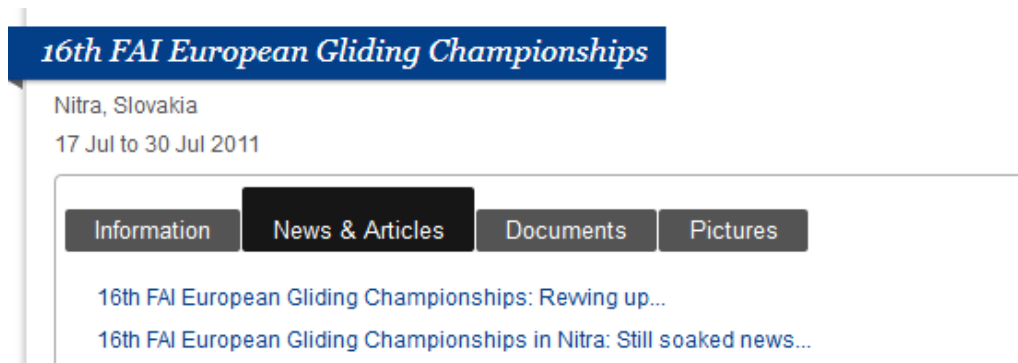 16th FAI European Gliding Championships
Nitra, Slovakia
17 Jul to 30 Jul 2011
Information News & Articles Documents Pictures
16th FAI European Gliding Championships: Revving up...
16th FAI European Gliding Championships in Nitra: Still soaked news...